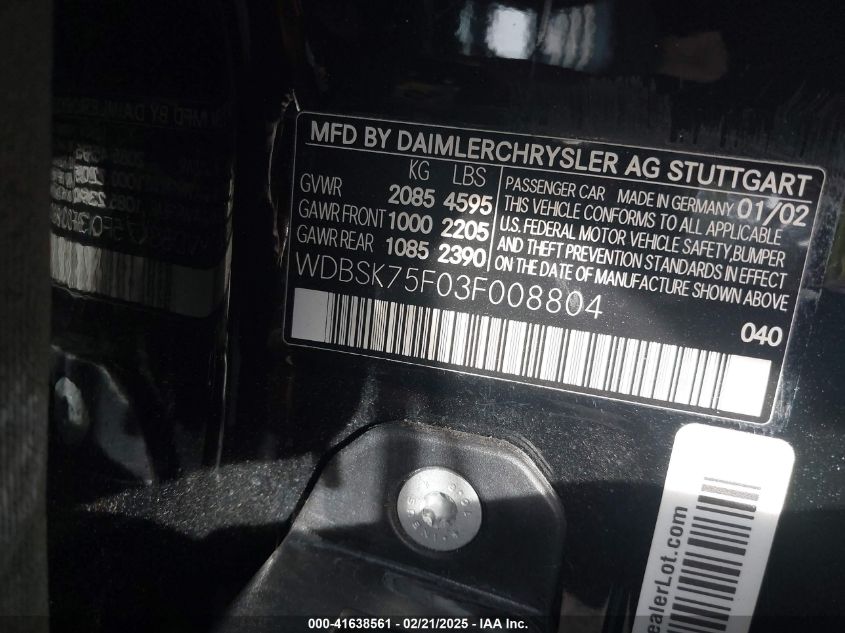 MFD BY DAIMLERCHRYSLER AG STUTTGART
KG LBS
GVWR 2085 4595
GAWR FRONT 1000 2205
GAWR REAR 1085 2390
PASSENGER CAR MADE IN GERMANY 01/02
THIS VEHICLE CONFORMS TO ALL APPLICABLE
U.S. FEDERAL MOTOR VEHICLE SAFETY, BUMPER
AND THEFT PREVENTION STANDARDS IN EFFECT
ON THE DATE OF MANUFACTURE SHOWN ABOVE
WDBSK75F03F008804
040
ealerLot.com
000-41638561 - 02/21/2025 - IAA Inc.